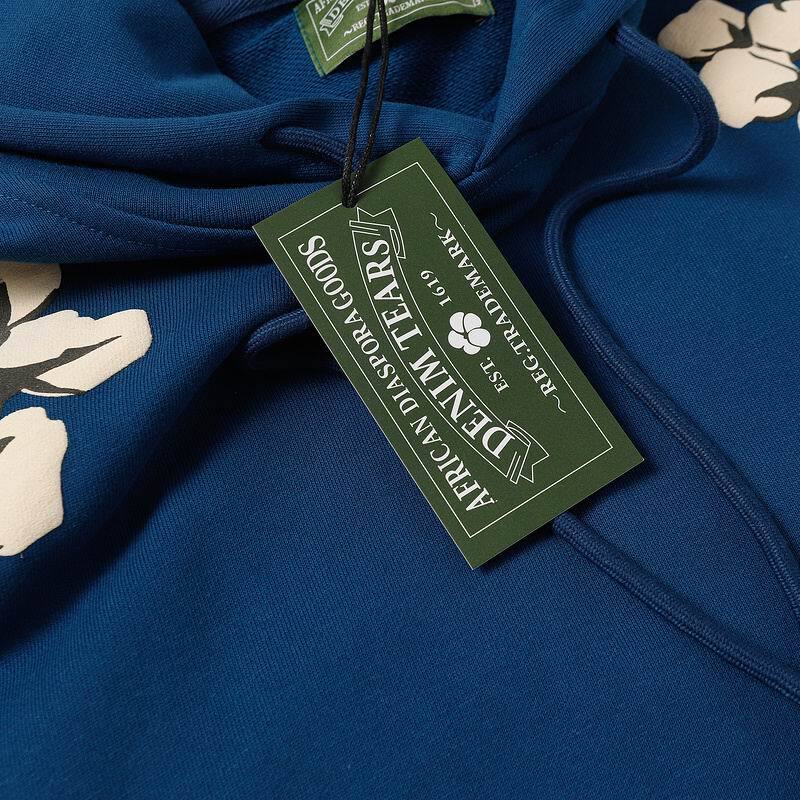 AFRICAN DIASPORA GOODS
DENIM TEARS
EST. 1619
~REG.TRADEMARK~